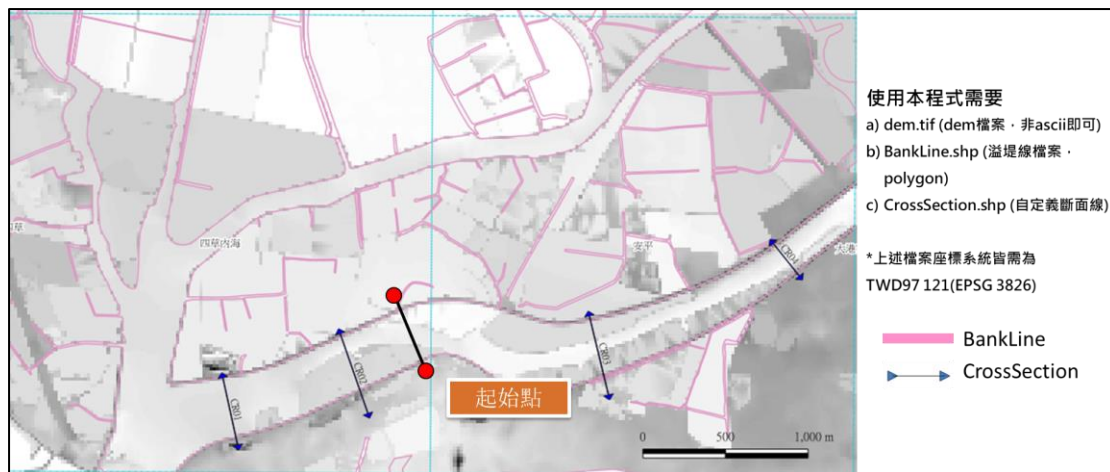 使用本程式需要
a) dem.tif (dem檔案,非ascii即可)
b) BankLine.shp (溢堤線檔案,
polygon)
c) CrossSection.shp (自定義斷面線)
*上述檔案座標系統皆需為
TWD97 121(EPSG 3826)
BankLine
CrossSection
四草內海
安平
大港
CR04
CR03
CR02
CR01
起始點
0 500 1,000 m